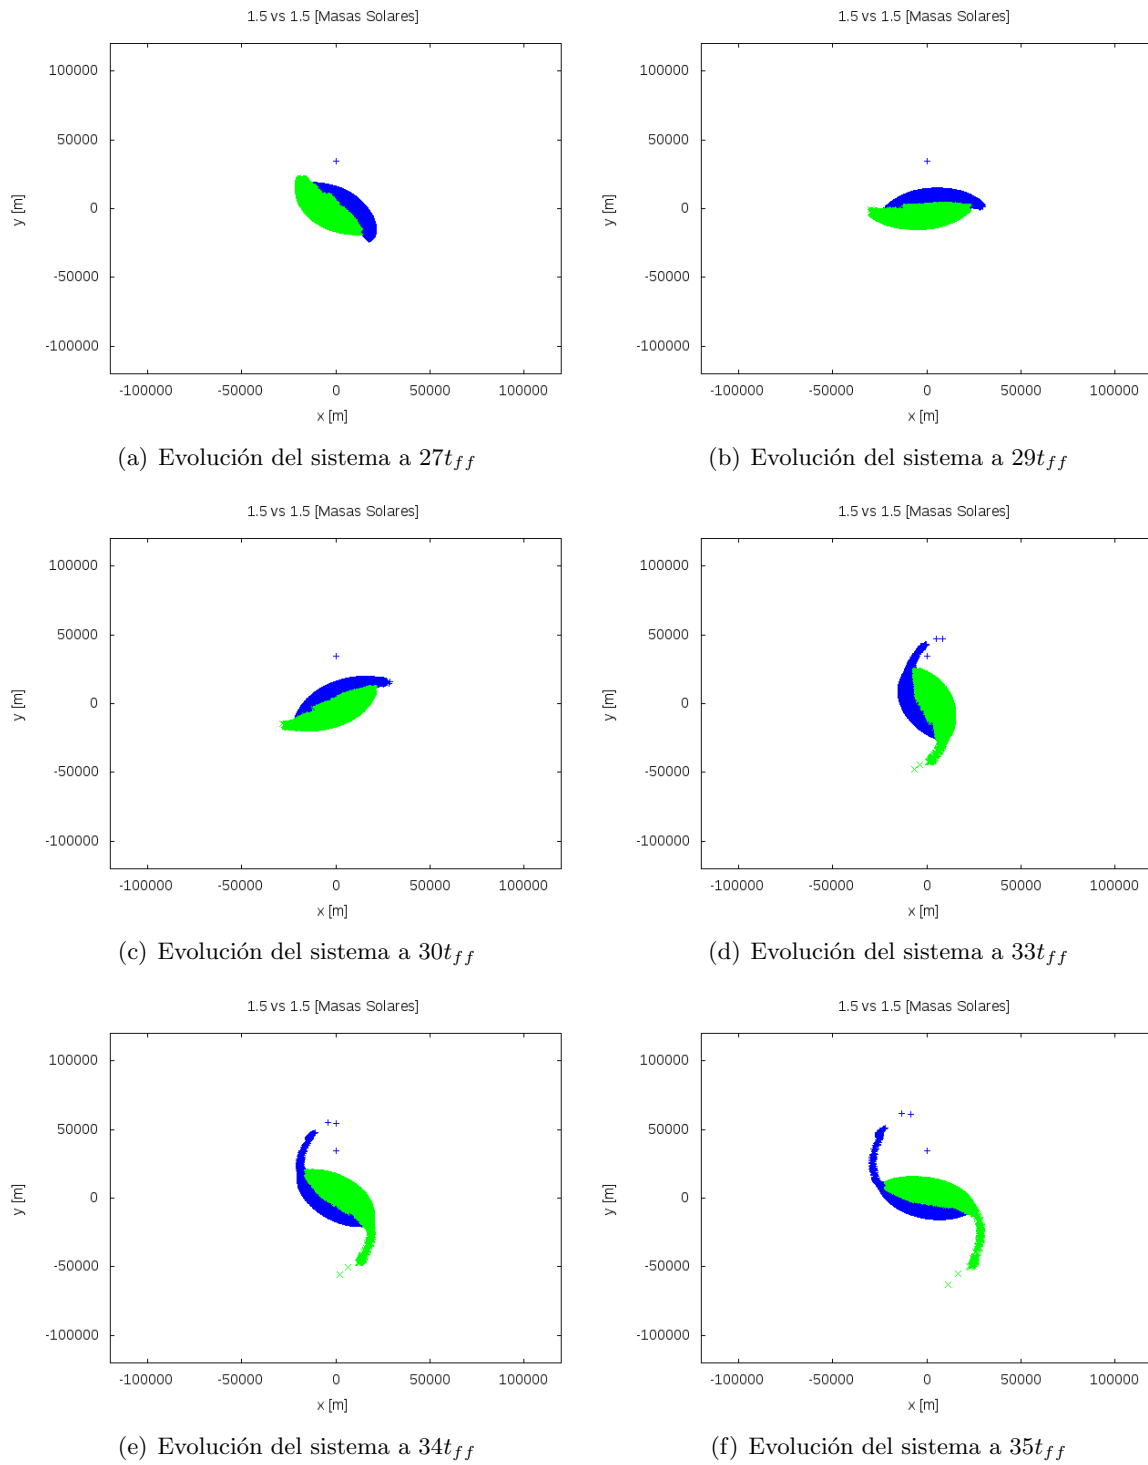 1.5 vs 1.5 [Masas Solares]
1.5 vs 1.5 [Masas Solares]
100000
50000
0
-50000
-100000
y [m]
-100000 -50000 0 50000 100000
x [m]
100000
50000
0
-50000
-100000
y [m]
-100000 -50000 0 50000 100000
x [m]
(a) Evolución del sistema a 27t_{ff}
(b) Evolución del sistema a 29t_{ff}
1.5 vs 1.5 [Masas Solares]
1.5 vs 1.5 [Masas Solares]
100000
50000
0
-50000
-100000
y [m]
-100000 -50000 0 50000 100000
x [m]
100000
50000
0
-50000
-100000
y [m]
-100000 -50000 0 50000 100000
x [m]
(c) Evolución del sistema a 30t_{ff}
(d) Evolución del sistema a 33t_{ff}
1.5 vs 1.5 [Masas Solares]
1.5 vs 1.5 [Masas Solares]
100000
50000
0
-50000
-100000
y [m]
-100000 -50000 0 50000 100000
x [m]
100000
50000
0
-50000
-100000
y [m]
-100000 -50000 0 50000 100000
x [m]
(e) Evolución del sistema a 34t_{ff}
(f) Evolución del sistema a 35t_{ff}